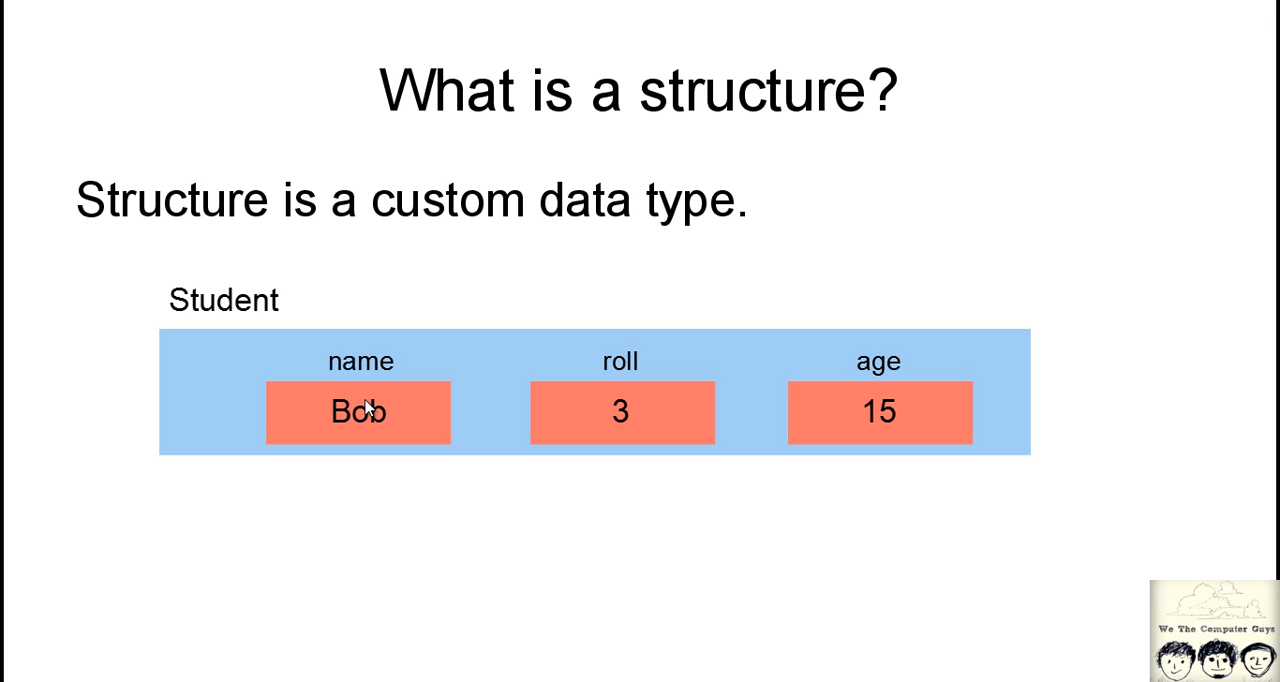 What is a structure?
Structure is a custom data type.
Student
name roll age
Bob 3 15
We The Computer Guys